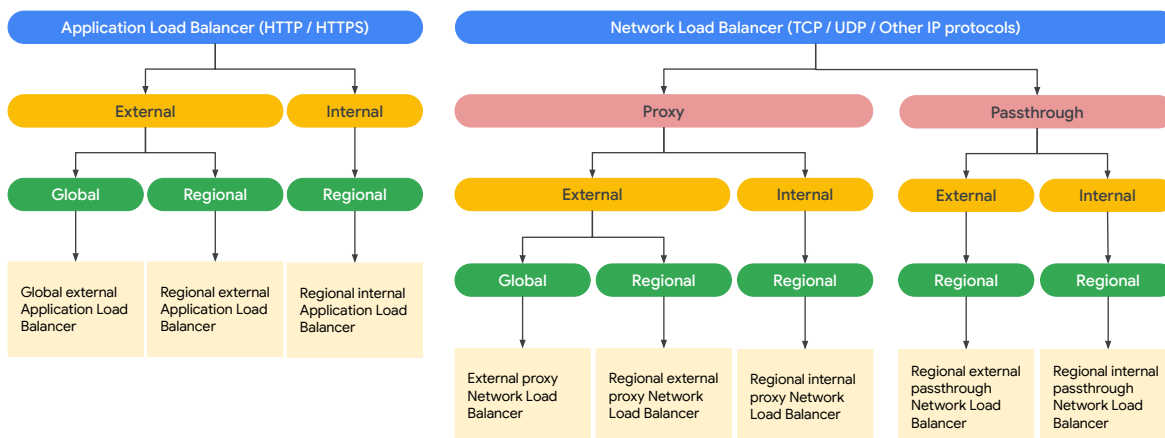 Application Load Balancer (HTTP / HTTPS)
Network Load Balancer (TCP / UDP / Other IP protocols)
External
Internal
Proxy
Passthrough
Global
Regional
Regional
External
Internal
External
Internal
Global
Regional
Regional
Regional
Regional
Global external
Application Load
Balancer
Regional external
Application Load
Balancer
Regional internal
Application Load
Balancer
External proxy
Network Load
Balancer
Regional external
proxy Network
Load Balancer
Regional internal
proxy Network
Load Balancer
Regional external
passthrough
Network Load
Balancer
Regional internal
passthrough
Network Load
Balancer